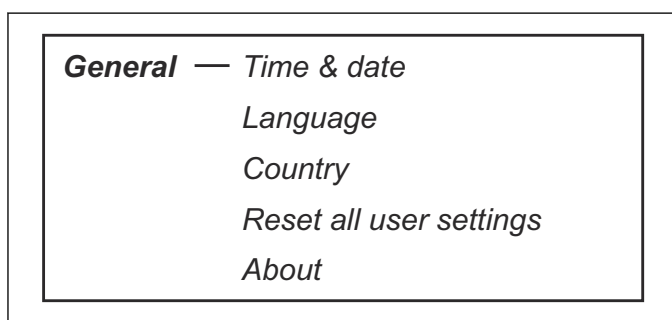 General — Time & date
Language
Country
Reset all user settings
About